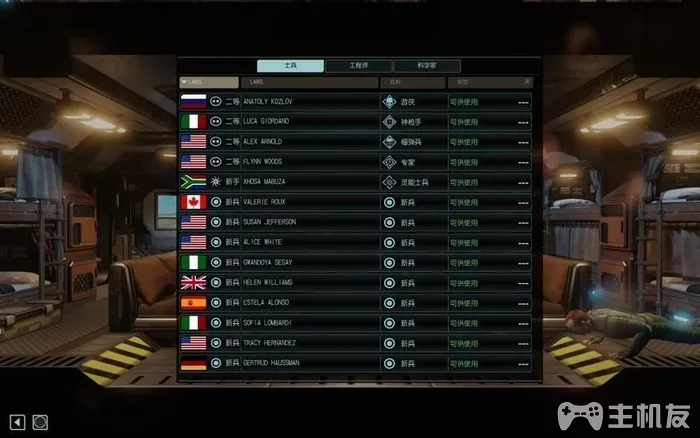 士兵 工程师 科学家
LABEL LABEL 兵种 状态
二等 ANATOLY KOZLOV 游侠 可供使用 ---
二等 LUCA GIORDANO 神枪手 可供使用 ---
二等 ALEX ARNOLD 榴弹兵 可供使用 ---
二等 FLYNN WOODS 专家 可供使用 ---
新手 XHOSA MABUZA 灵能士兵 可供使用 ---
新兵 VALERIE ROUX 新兵 可供使用 ---
新兵 SUSAN JEFFERSON 新兵 可供使用 ---
新兵 ALICE WHITE 新兵 可供使用 ---
新兵 GWANDOYA SESAY 新兵 可供使用 ---
新兵 HELEN WILLIAMS 新兵 可供使用 ---
新兵 ESTELA ALONSO 新兵 可供使用 ---
新兵 SOFIA LOMBARDI 新兵 可供使用 ---
新兵 TRACY HERNANDEZ 新兵 可供使用 ---
新兵 GERTRUD HAUSSMAN 新兵 可供使用 ---
主机友